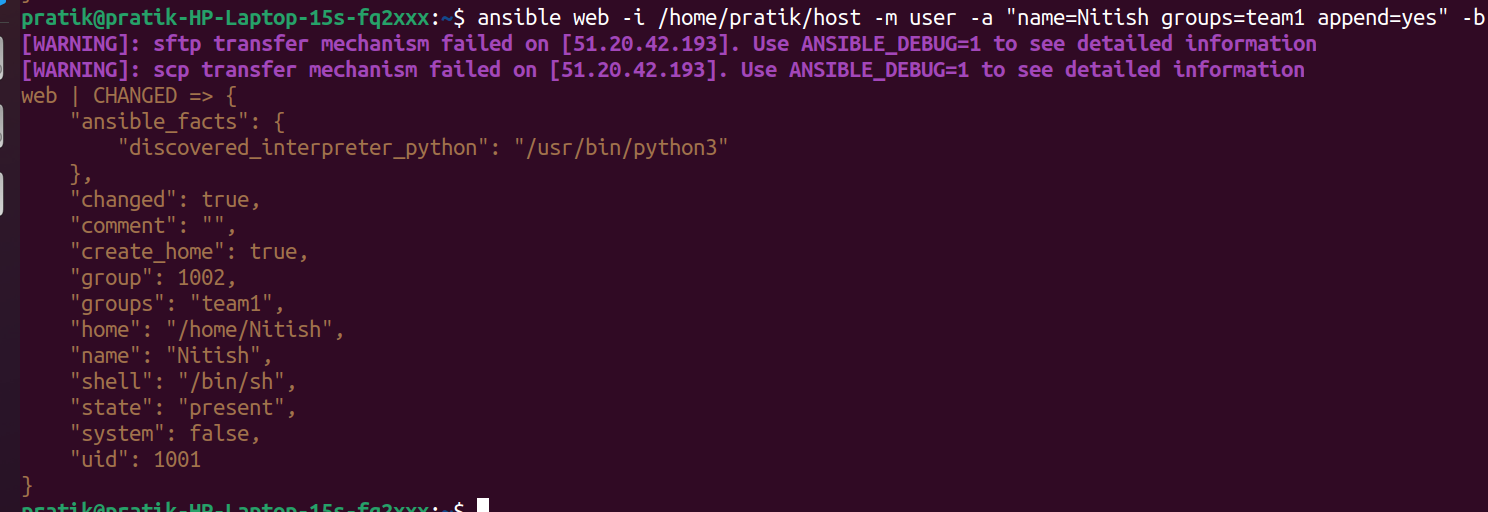 pratik@pratik-HP-Laptop-15s-fq2xxx:~$ ansible web -i /home/pratik/host -m user -a "name=Nitish groups=team1 append=yes" -b
[WARNING]: sftp transfer mechanism failed on [51.20.42.193]. Use ANSIBLE_DEBUG=1 to see detailed information
[WARNING]: scp transfer mechanism failed on [51.20.42.193]. Use ANSIBLE_DEBUG=1 to see detailed information
web | CHANGED => {
    "ansible_facts": {
        "discovered_interpreter_python": "/usr/bin/python3"
    },
    "changed": true,
    "comment": "",
    "create_home": true,
    "group": 1002,
    "groups": "team1",
    "home": "/home/Nitish",
    "name": "Nitish",
    "shell": "/bin/sh",
    "state": "present",
    "system": false,
    "uid": 1001
}
pratik@pratik-HP-Laptop-15s-fq2xxx:~$